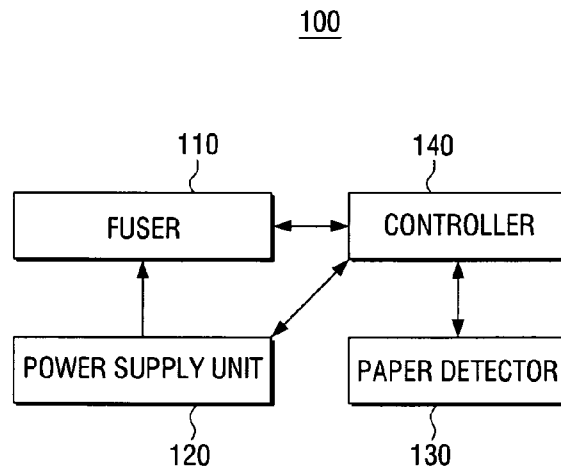 100
110
140
FUSER
CONTROLLER
POWER SUPPLY UNIT
PAPER DETECTOR
120
130